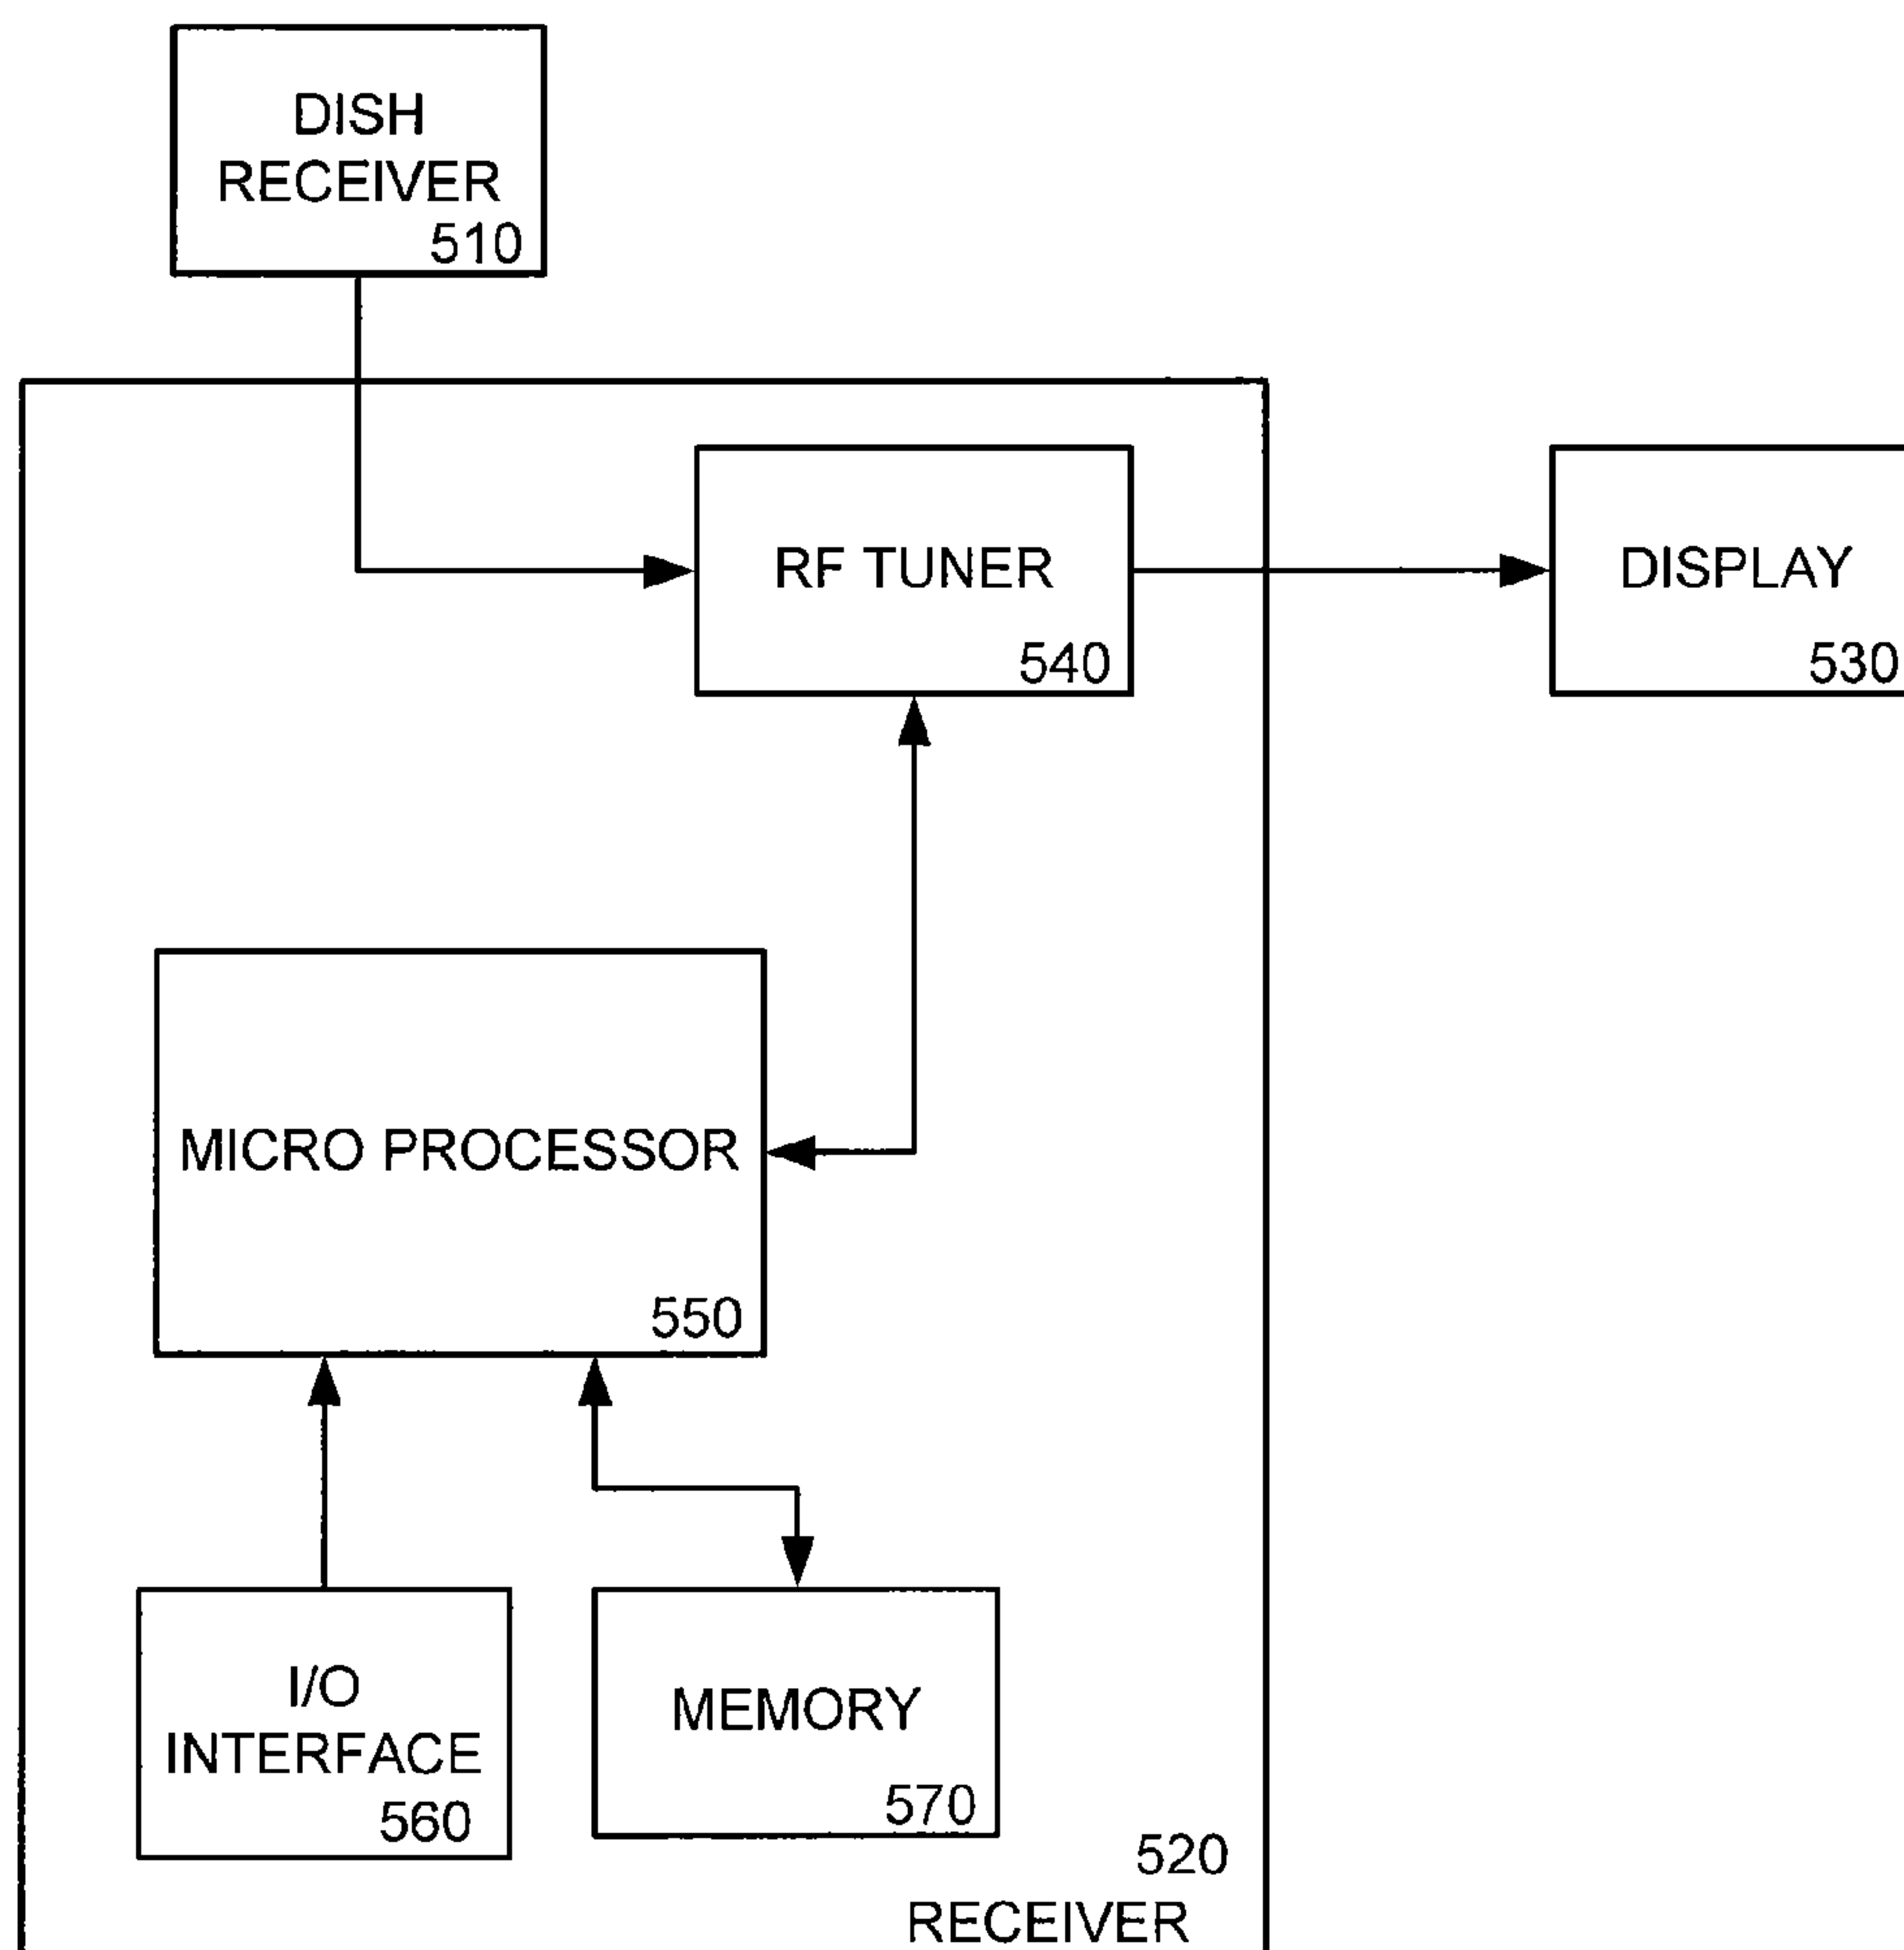 DISH
RECEIVER
510
RF TUNER
540
DISPLAY
530
MICRO PROCESSOR
550
I/O
INTERFACE
560
MEMORY
570
520
RECEIVER